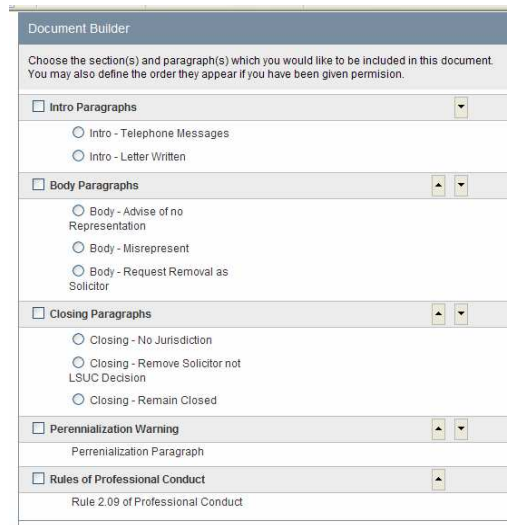 Document Builder
Choose the section(s) and paragraph(s) which you would like to be included in this document.
You may also define the order they appear if you have been given permision.
Intro Paragraphs
Intro - Telephone Messages
Intro - Letter Written
Body Paragraphs
Body - Advise of no
Representation
Body - Misrepresent
Body - Request Removal as
Solicitor
Closing Paragraphs
Closing - No Jurisdiction
Closing - Remove Solicitor not
LSUC Decision
Closing - Remain Closed
Perennialization Warning
Perrenialization Paragraph
Rules of Professional Conduct
Rule 2.09 of Professional Conduct